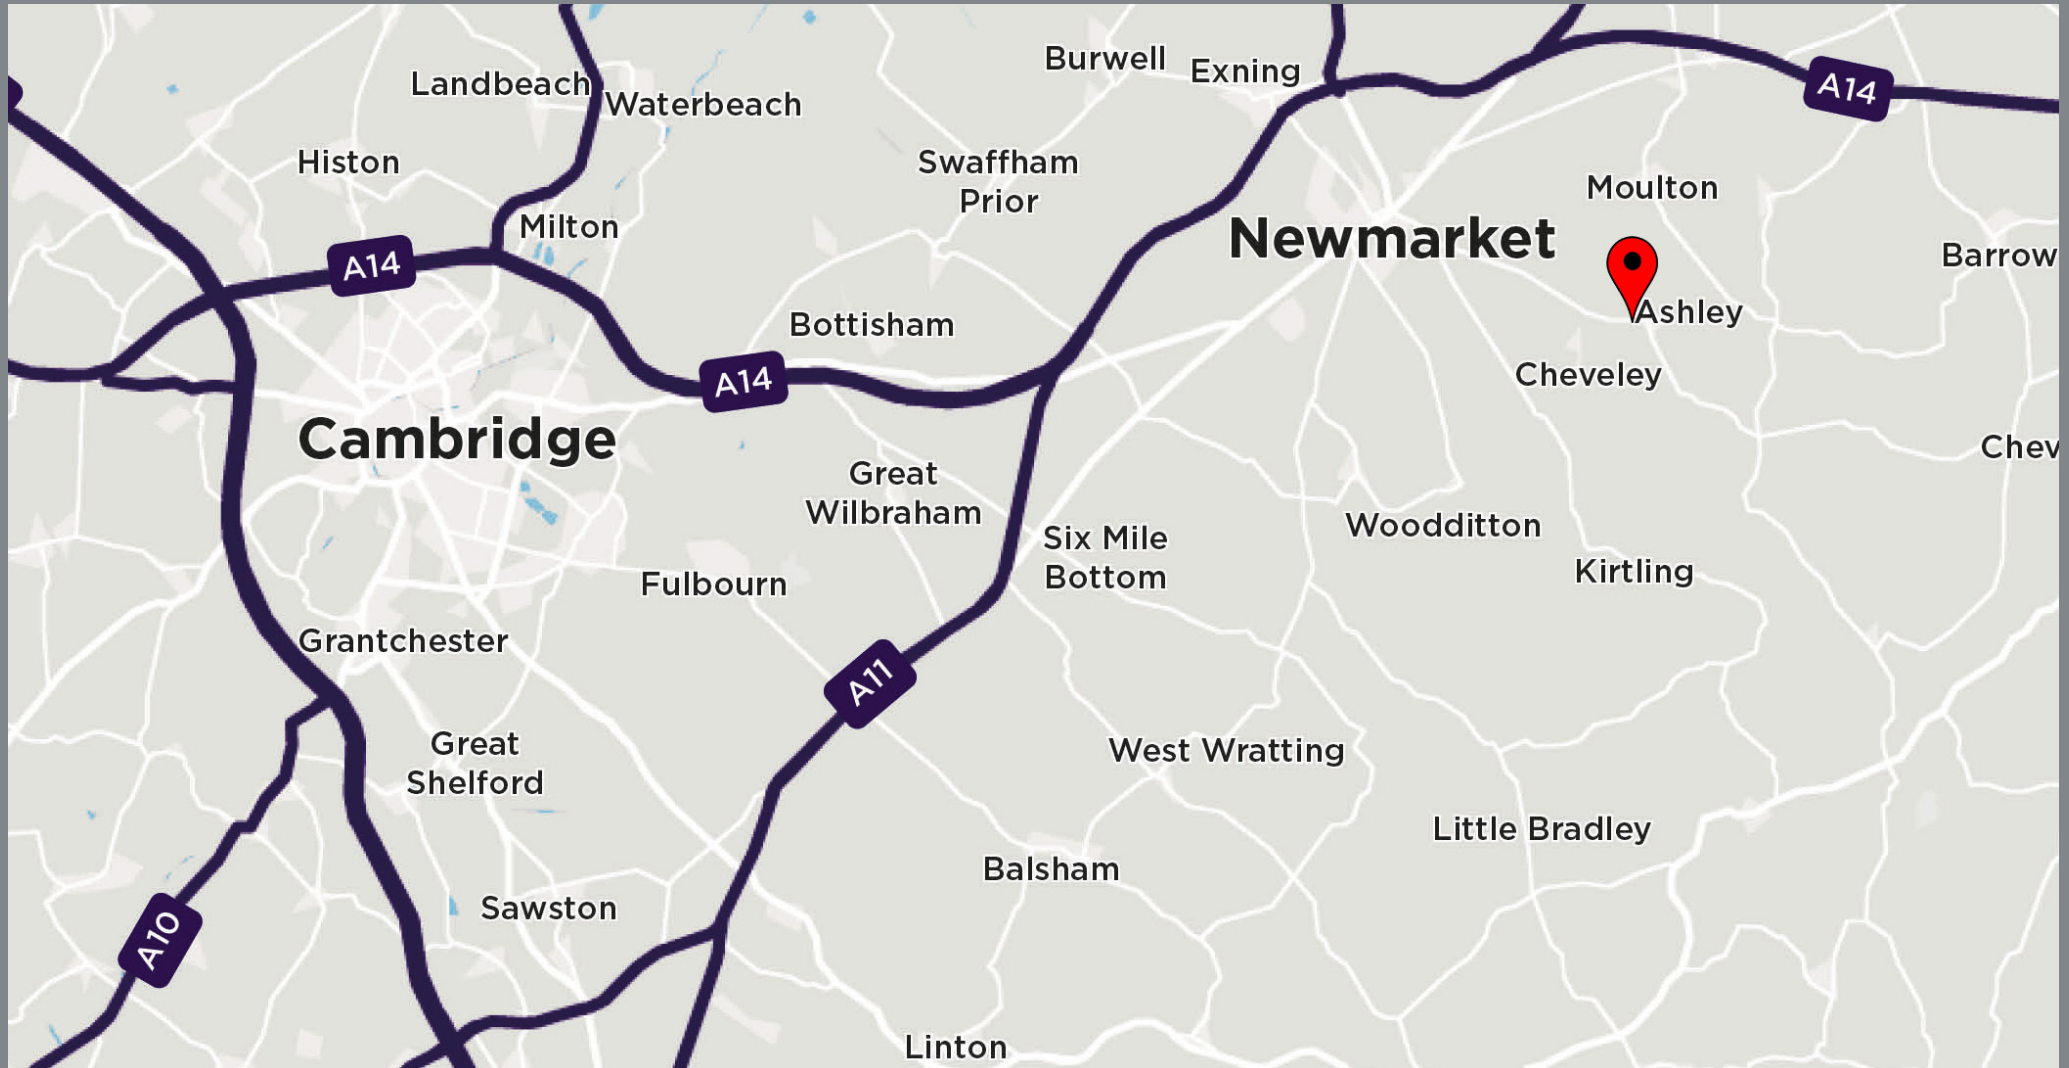 Burwell
Exning
Landbeach
Waterbeach
A14
Histon
Swaffham
Prior
Moulton
Milton
Newmarket
Barrow
A14
Ashley
Bottisham
Cheveley
A14
Cambridge
Chev
Great
Wilbraham
Woodditton
Six Mile
Bottom
Kirtling
Fulbourn
Grantchester
A11
Great
Shelford
West Wratting
Little Bradley
Balsham
Sawston
A10
Linton